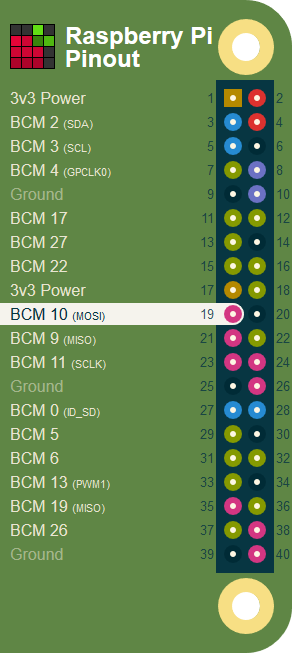 Raspberry Pi
Pinout
3v3 Power 1 2
BCM 2 (SDA) 3 4
BCM 3 (SCL) 5 6
BCM 4 (GPCLK0) 7 8
Ground 9 10
BCM 17 11 12
BCM 27 13 14
BCM 22 15 16
3v3 Power 17 18
BCM 10 (MOSI) 19 20
BCM 9 (MISO) 21 22
BCM 11 (SCLK) 23 24
Ground 25 26
BCM 0 (ID_SD) 27 28
BCM 5 29 30
BCM 6 31 32
BCM 13 (PWM1) 33 34
BCM 19 (MISO) 35 36
BCM 26 37 38
Ground 39 40